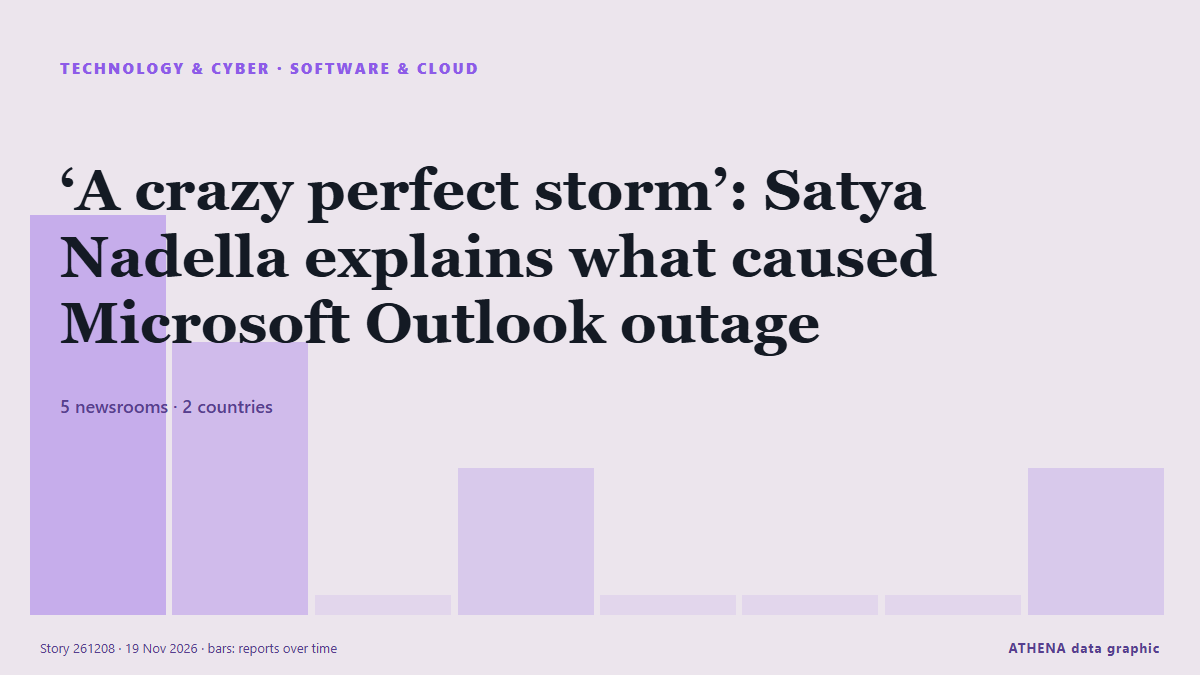 TECHNOLOGY & CYBER · SOFTWARE & CLOUD
‘A crazy perfect storm’: Satya
Nadella explains what caused
Microsoft Outlook outage
5 newsrooms · 2 countries
Story 261208 · 19 Nov 2026 · bars: reports over time
ATHENA data graphic